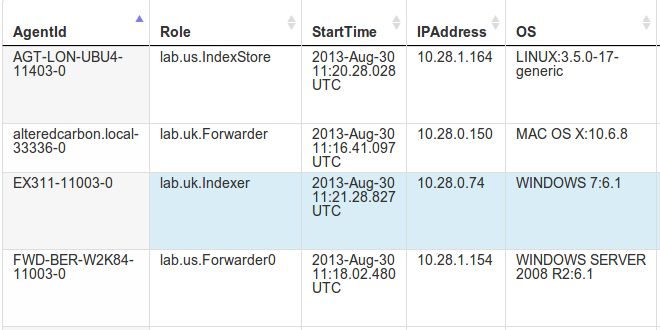 AgentId Role StartTime IPAddress OS
AGT-LON-UBU4- lab.us.IndexStore 2013-Aug-30 10.28.1.164 LINUX:3.5.0-17-
11403-0 11:20.28.028 generic
UTC
alteredcarbon.local- lab.uk.Forwarder 2013-Aug-30 10.28.0.150 MAC OS X:10.6.8
33336-0 11:16.41.097
UTC
EX311-11003-0 lab.uk.Indexer 2013-Aug-30 10.28.0.74 WINDOWS 7:6.1
11:21.28.827
UTC
FWD-BER-W2K84- lab.us.Forwarder0 2013-Aug-30 10.28.1.154 WINDOWS SERVER
11003-0 11:18.02.480 2008 R2:6.1
UTC